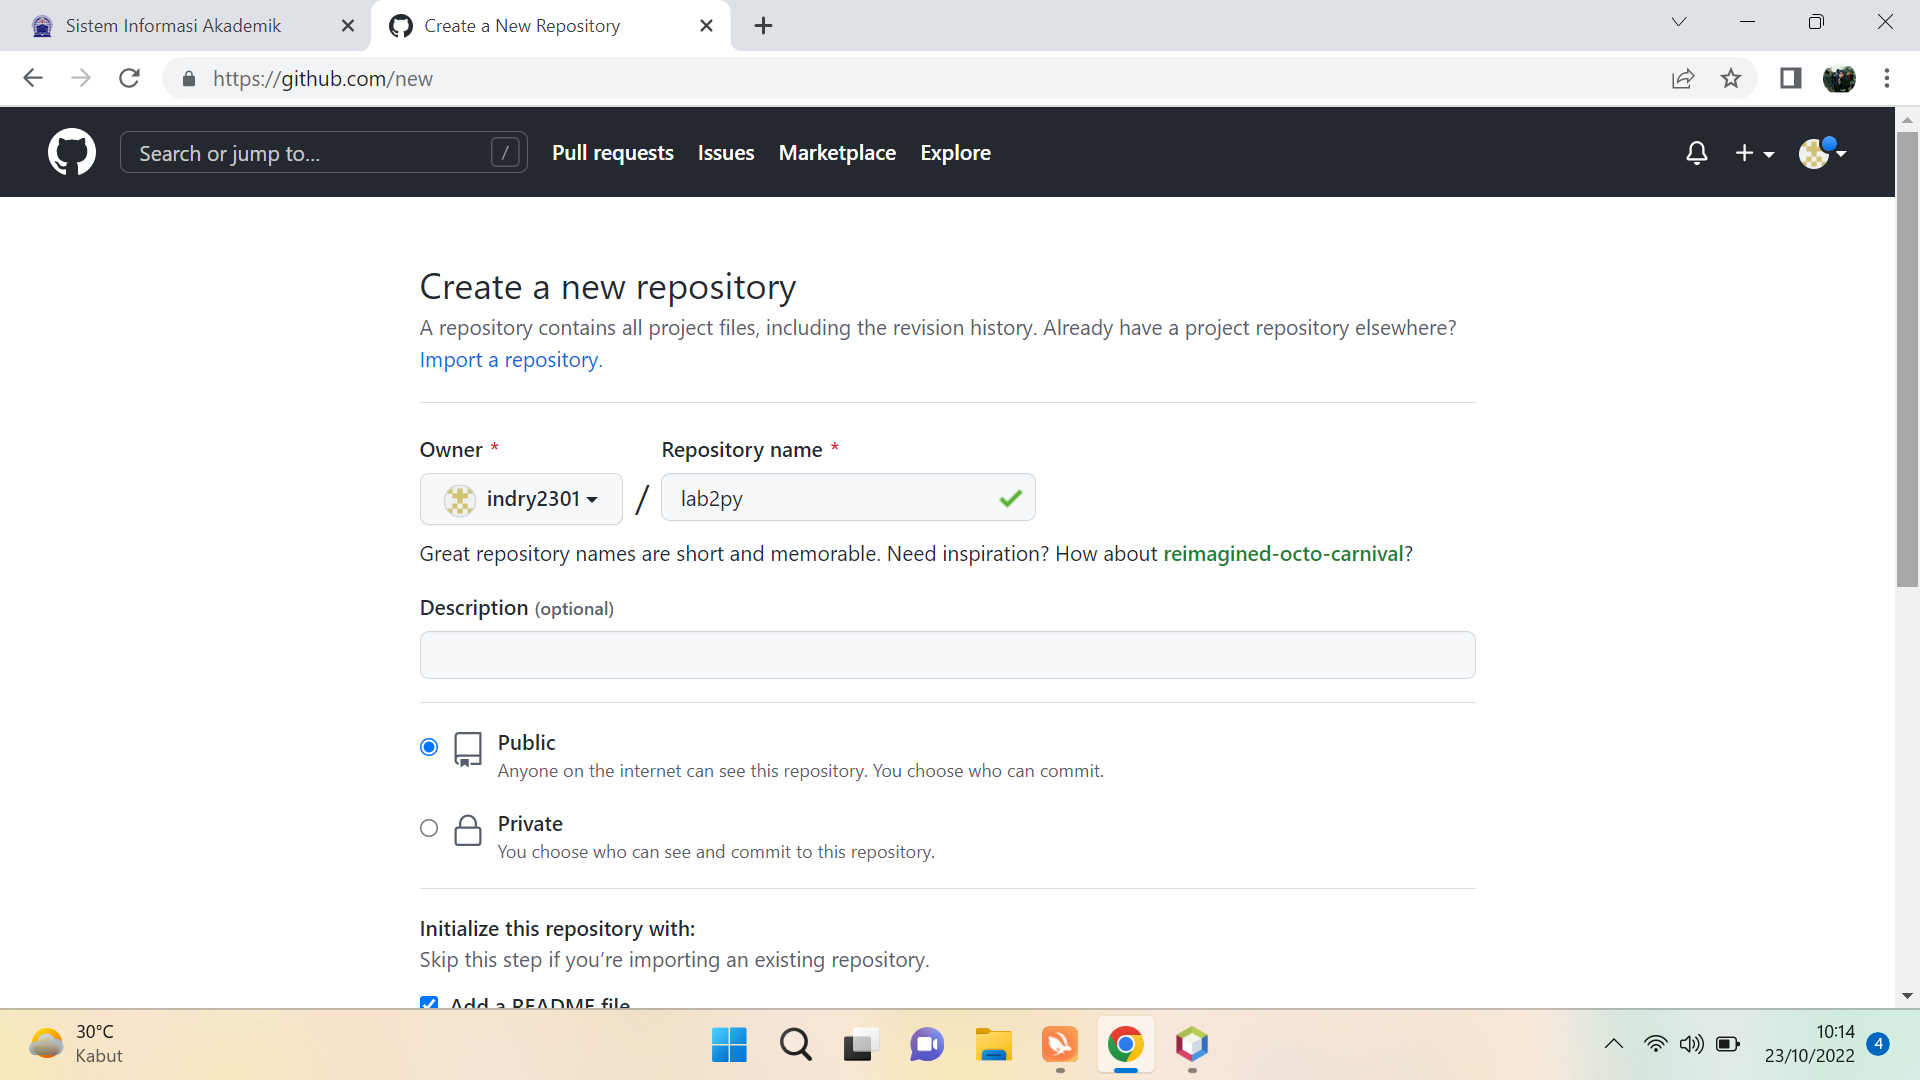 Sistem Informasi Akademik
Create a New Repository
https://github.com/new
Search or jump to...
/
Pull requests
Issues
Marketplace
Explore
Create a new repository
A repository contains all project files, including the revision history. Already have a project repository elsewhere?
Import a repository.
Owner *
Repository name *
indry2301
/
lab2py
Great repository names are short and memorable. Need inspiration? How about reimagined-octo-carnival?
Description (optional)
Public
Anyone on the internet can see this repository. You choose who can commit.
Private
You choose who can see and commit to this repository.
Initialize this repository with:
Skip this step if you’re importing an existing repository.
Add a README file
30°C
Kabut
10:14
23/10/2022
4